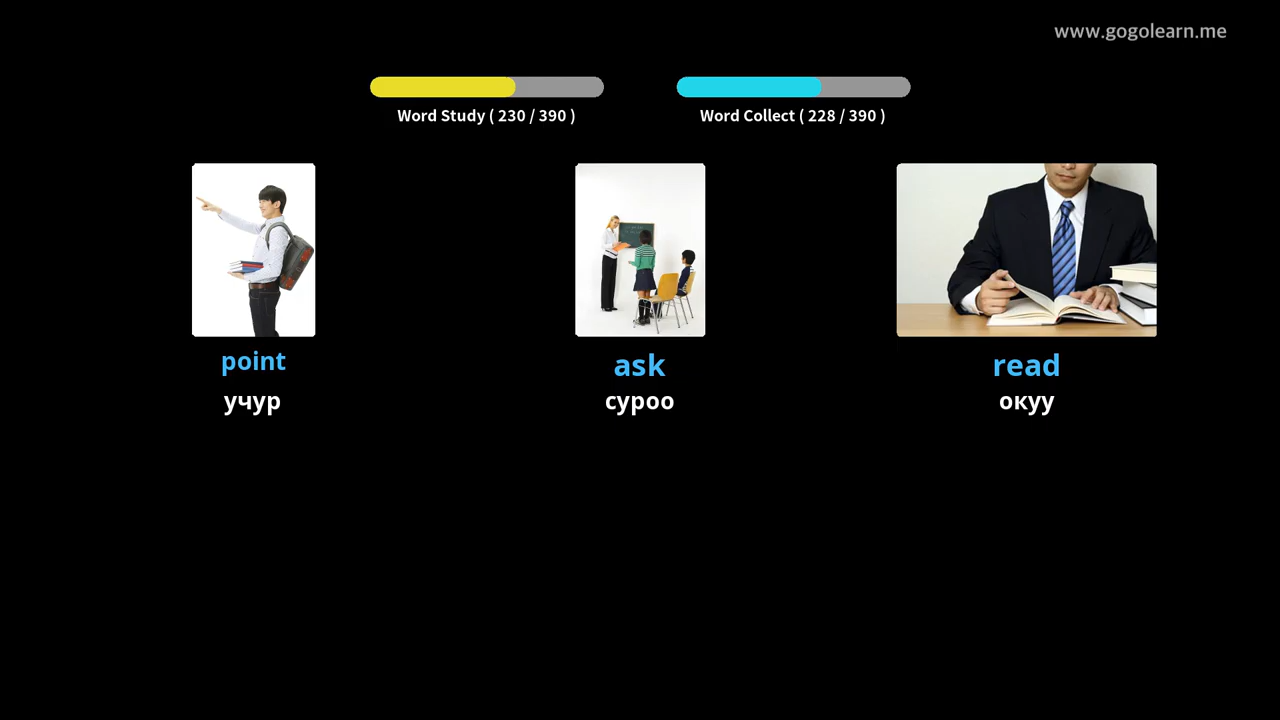 www.gogolearn.me
Word Study ( 230 / 390 )
Word Collect ( 228 / 390 )
point
учур
ask
суроо
read
окуу